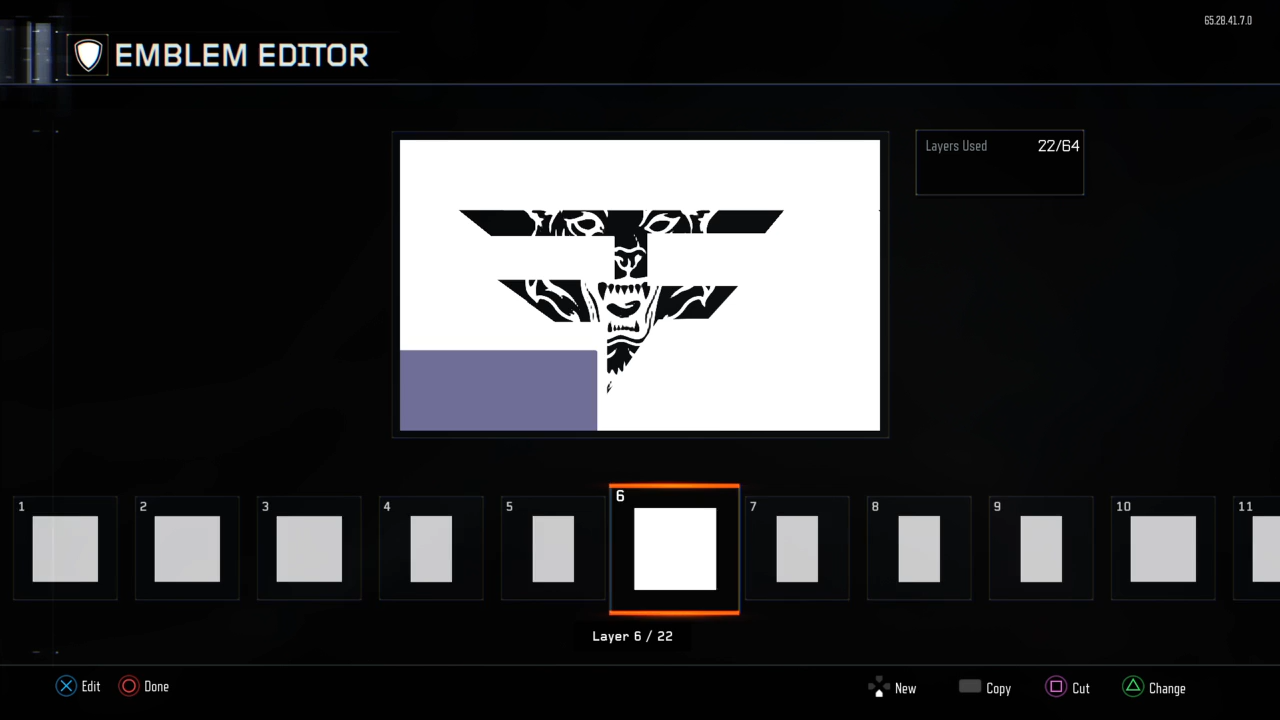 65.28.41.7.0
EMBLEM EDITOR
Layers Used 22/64
1 2 3 4 5 6 7 8 9 10 11
Layer 6 / 22
Edit Done New Copy Cut Change